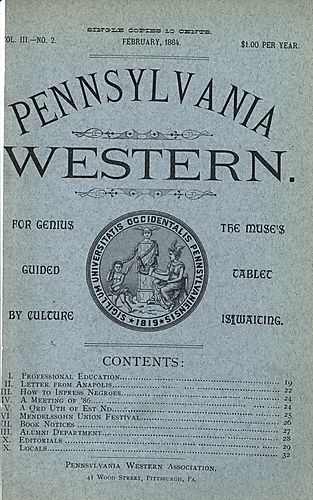 SINGLE COPIES 10 CENTS.
VOL. III.—NO. 2. FEBRUARY, 1884. $1.00 PER YEAR.
PENNSYLVANIA
WESTERN.
FOR GENIUS THE MUSE'S
GUIDED TABLET
BY CULTURE IS WAITING.
SIGILLUM UNIVERSITATIS OCCIDENTALIS PENNSYLVANIENSIS
★1819★
CONTENTS:
I. PROFESSIONAL EDUCATION
II. LETTER FROM ANAPOLIS 19
III. HOW TO INPRESS NEGROES 22
IV. A MEETING OF '86 24
V. A QRD UTH OF EST ND 24
VI. MENDELSSOHN UNION FESTIVAL 25
VII. BOOK NOTICES 26
VIII. ALUMNI DEPARTMENT 27
X. EDITORIALS 28
X. LOCALS 29
32
PENNSYLVANIA WESTERN ASSOCIATION,
41 WOOD STREET, PITTSBURGH, PA.